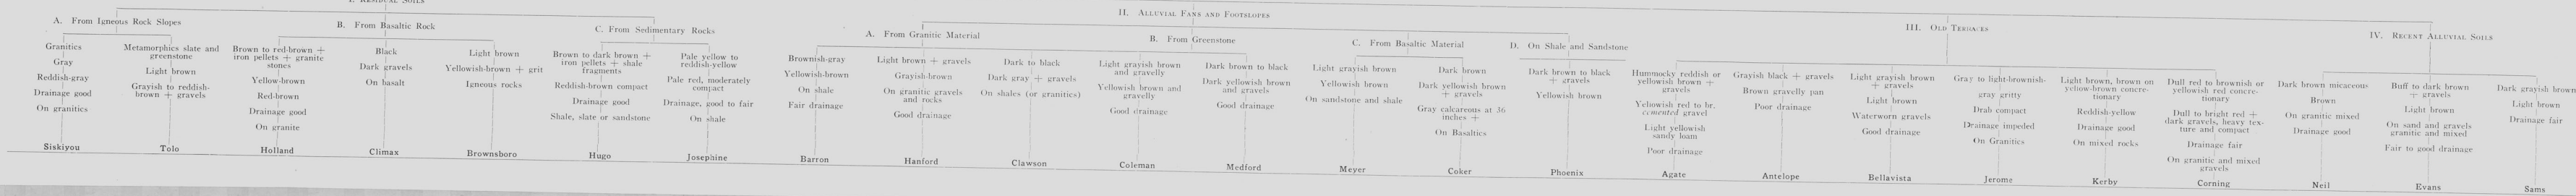 I. Residual Soils
II. Alluvial Fans and Footslopes
III. Old Terraces
IV. Recent Alluvial Soils
A. From Igneous Rock Slopes
B. From Basaltic Rock
C. From Sedimentary Rocks
A. From Granitic Material
B. From Greenstone
C. From Basaltic Material
D. On Shale and Sandstone
Granitics
Gray
Reddish-gray
Drainage good
On granitics
Siskiyou
Metamorphics slate and
greenstone
Light brown
Grayish to reddish-
brown + gravels
Tolo
Brown to red-brown +
iron pellets + granite
stones
Yellow-brown
Red-brown
Drainage good
On granite
Holland
Black
Dark gravels
On basalt
Climax
Light brown
Yellowish-brown + grit
Igneous rocks
Brownsboro
Brown to dark brown +
iron pellets + shale
fragments
Reddish-brown compact
Drainage good
Shale, slate or sandstone
Hugo
Pale yellow to
reddish-yellow
Pale red, moderately
compact
Drainage, good to fair
On shale
Josephine
Brownish-gray
Yellowish-brown
On shale
Fair drainage
Barron
Light brown + gravels
Grayish-brown
On granitic gravels
and rocks
Good drainage
Hanford
Dark to black
Dark gray + gravels
On shales (or granitics)
Clawson
Light grayish brown
and gravelly
Yellowish brown and
gravelly
Good drainage
Coleman
Dark brown to black
Dark yellowish brown
and gravels
Good drainage
Medford
Light grayish brown
Yellowish brown
On sandstone and shale
Meyer
Dark brown
Dark yellowish brown
+ gravels
Gray calcareous at 36
inches +
On Basaltics
Coker
Dark brown to black
+ gravels
Yellowish brown
Phoenix
Hummocky reddish or
yellowish brown +
gravels
Yellowish red to br.
cemented gravel
Light yellowish
sandy loam
Poor drainage
Agate
Grayish black + gravels
Brown gravelly pan
Poor drainage
Antelope
Light grayish brown
+ gravels
Light brown
Waterworn gravels
Good drainage
Bellavista
Gray to light-brownish-
gray gritty
Drab compact
Drainage impeded
On Granitics
Jerome
Light brown, brown on
yellow-brown concre-
tionary
Reddish-yellow
Drainage good
On mixed rocks
Kerby
Dull red to brownish or
yellowish red concre-
tionary
Dull to bright red +
dark gravels, heavy tex-
ture and compact
Drainage fair
On granitic and mixed
gravels
Corning
Dark brown micaceous
Brown
On granitic mixed
Drainage good
Neil
Buff to dark brown
+ gravels
Light brown
On sand and gravels
granitic and mixed
Fair to good drainage
Evans
Dark grayish brown
Light brown
Drainage fair
Sams